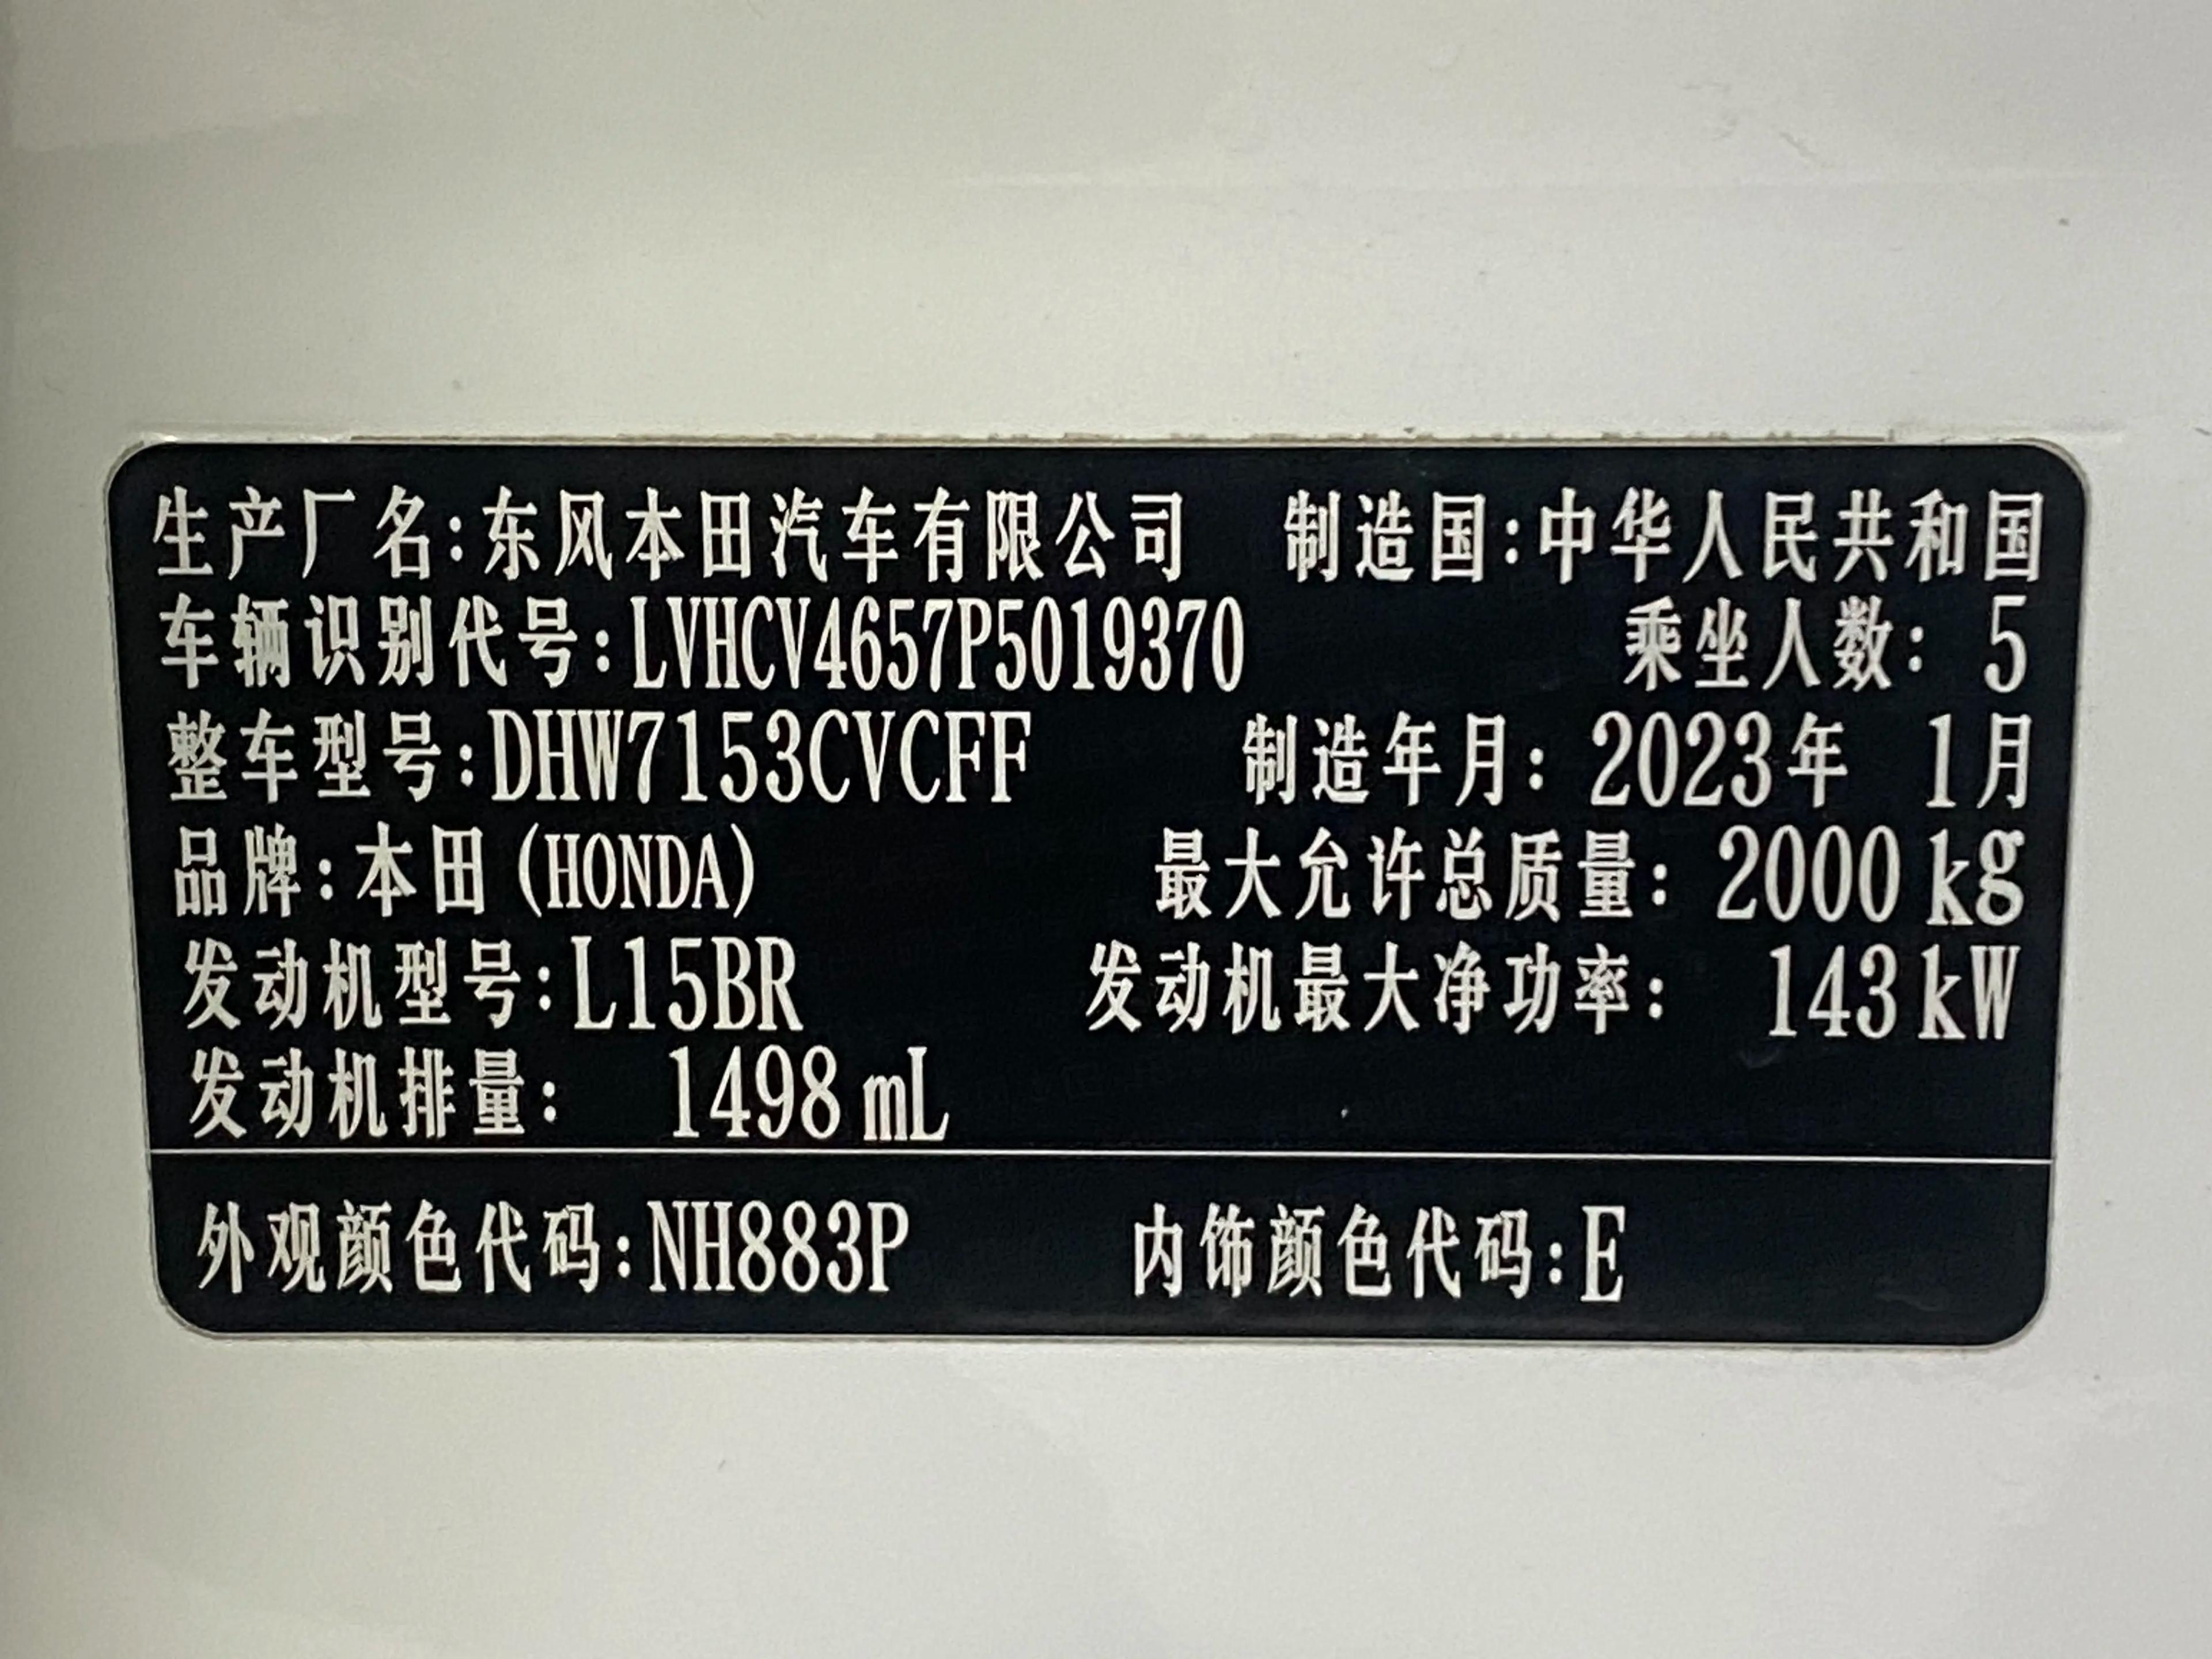 生产厂名:东风本田汽车有限公司 制造国:中华人民共和国
车辆识别代号:LVHCV4657P5019370 乘坐人数: 5
整车型号:DHW7153CVCFF 制造年月: 2023年 1月
品牌:本田(HONDA) 最大允许总质量: 2000 kg
发动机型号:L15BR 发动机最大净功率: 143 kW
发动机排量: 1498 mL
外观颜色代码:NH883P 内饰颜色代码:E